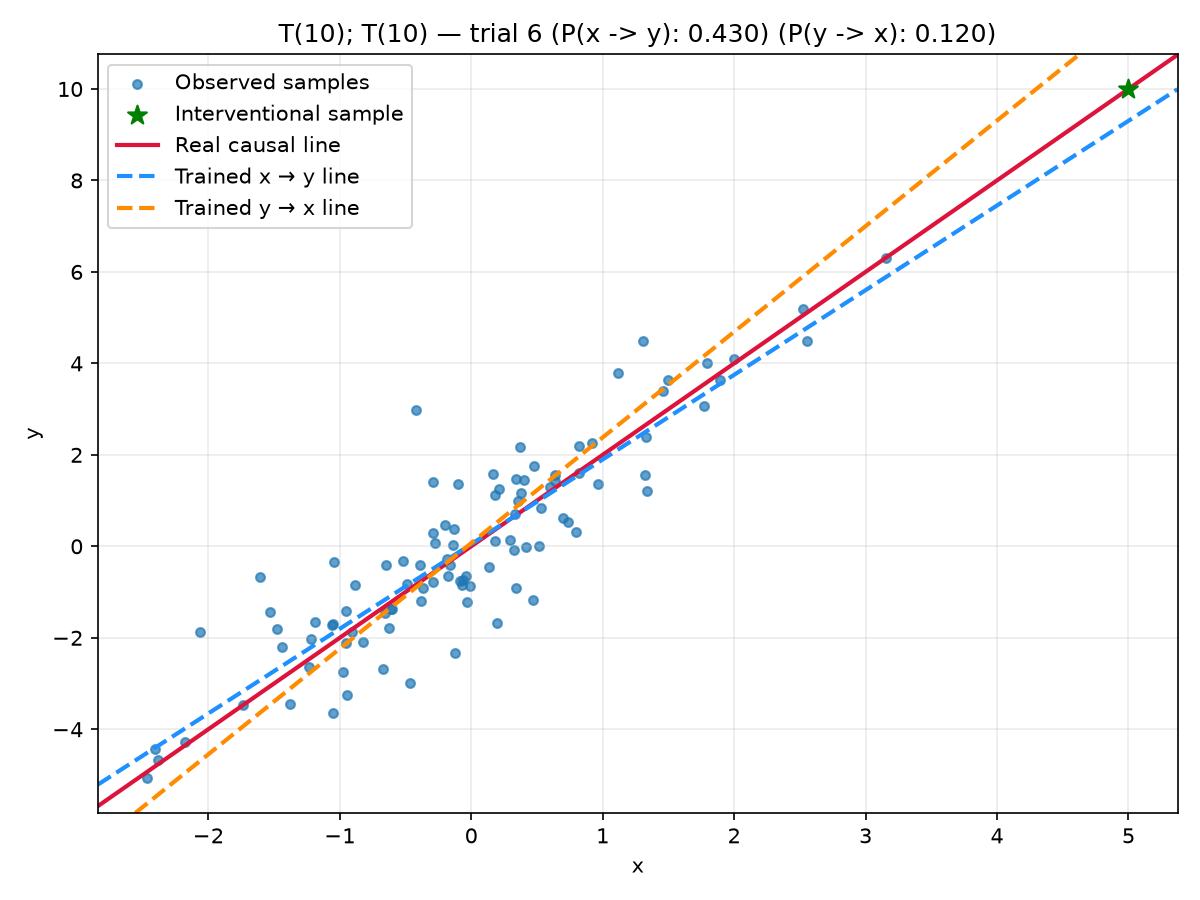 T(10); T(10) — trial 6 (P(x -> y): 0.430) (P(y -> x): 0.120)
Observed samples
Interventional sample
Real causal line
Trained x → y line
Trained y → x line
10
8
6
4
2
0
−2
−4
y
−2 −1 0 1 2 3 4 5
x